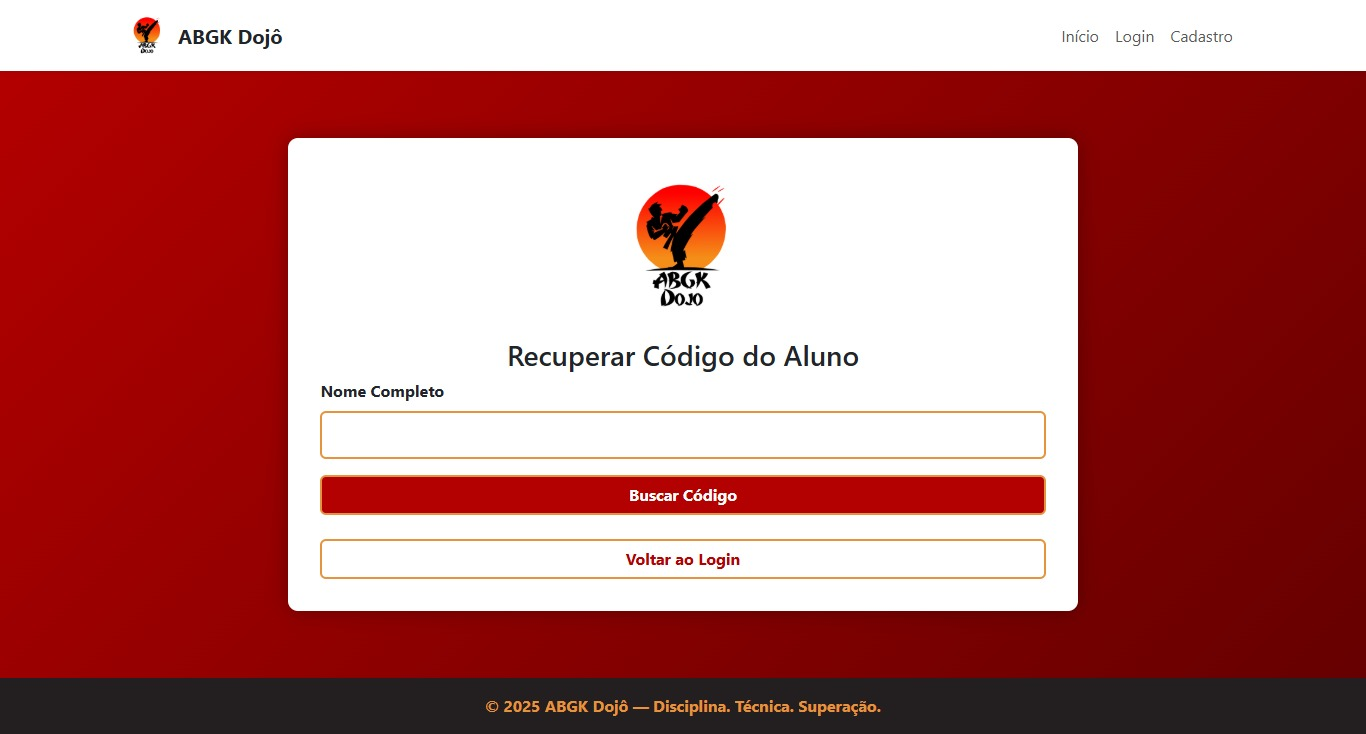 ABGK Dojô
Início Login Cadastro
ABGK
DOJO
Recuperar Código do Aluno
Nome Completo
Buscar Código
Voltar ao Login
© 2025 ABGK Dojô — Disciplina. Técnica. Superação.